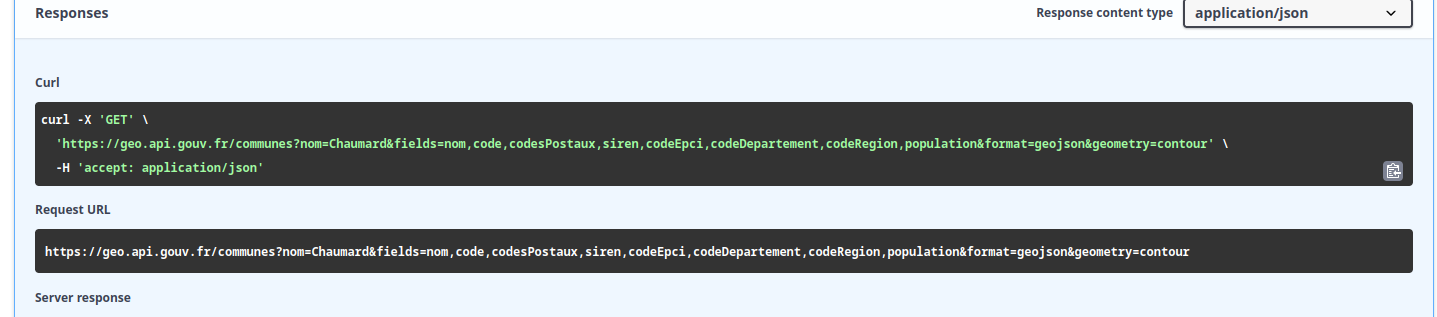 Responses
Response content type
application/json
Curl
curl -X 'GET' \
'https://geo.api.gouv.fr/communes?nom=Chaumard&fields=nom,code,codesPostaux,siren,codeEpci,codeDepartement,codeRegion,population&format=geojson&geometry=contour' \
-H 'accept: application/json'
Request URL
https://geo.api.gouv.fr/communes?nom=Chaumard&fields=nom,code,codesPostaux,siren,codeEpci,codeDepartement,codeRegion,population&format=geojson&geometry=contour
Server response